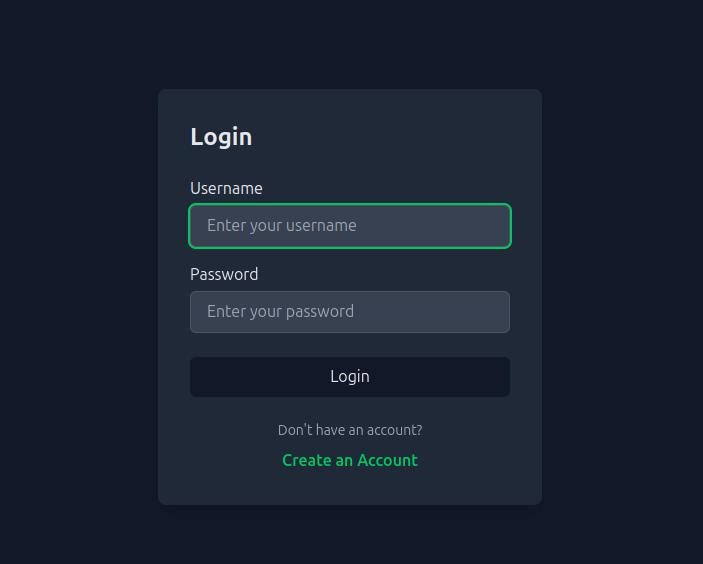 Login
Username
Enter your username
Password
Enter your password
Login
Don't have an account?
Create an Account